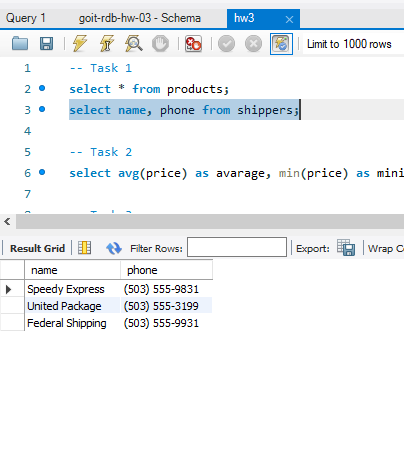 Query 1 goit-rdb-hw-03 - Schema hw3
Limit to 1000 rows
1 -- Task 1
2 select * from products;
3 select name, phone from shippers;
4
5 -- Task 2
6 select avg(price) as avarage, min(price) as mini
7
Result Grid Filter Rows: Export: Wrap Ce
name phone
Speedy Express (503) 555-9831
United Package (503) 555-3199
Federal Shipping (503) 555-9931